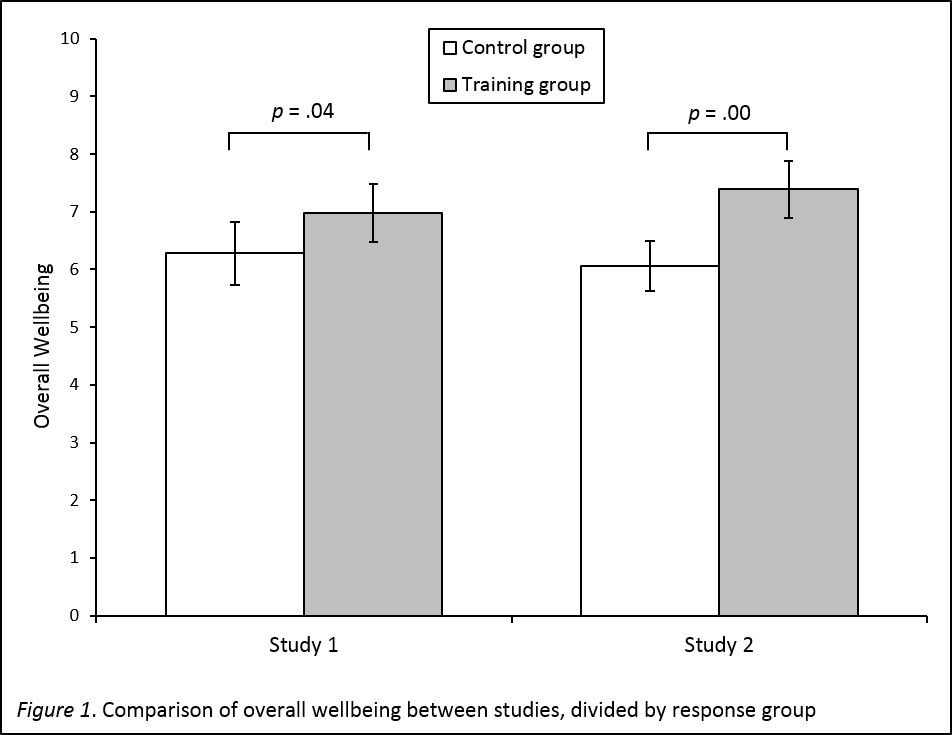 Control group
Training group
p = .04
p = .00
10
9
8
7
6
5
4
3
2
1
0
Overall Wellbeing
Study 1
Study 2
Figure 1. Comparison of overall wellbeing between studies, divided by response group